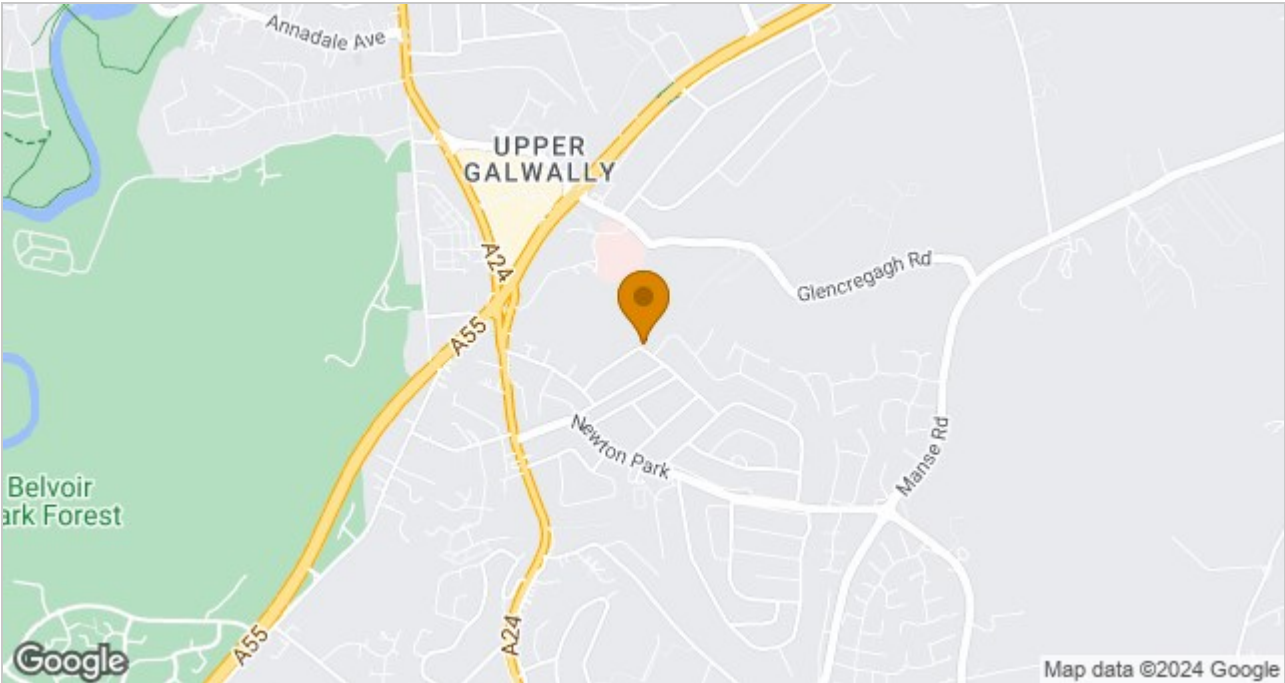 Annadale Ave
UPPER
GALWALLY
A24
Glencregagh Rd
A55
Newton Park
Manse Rd
Belvoir
ark Forest
A55
A24
Google
Map data ©2024 Google